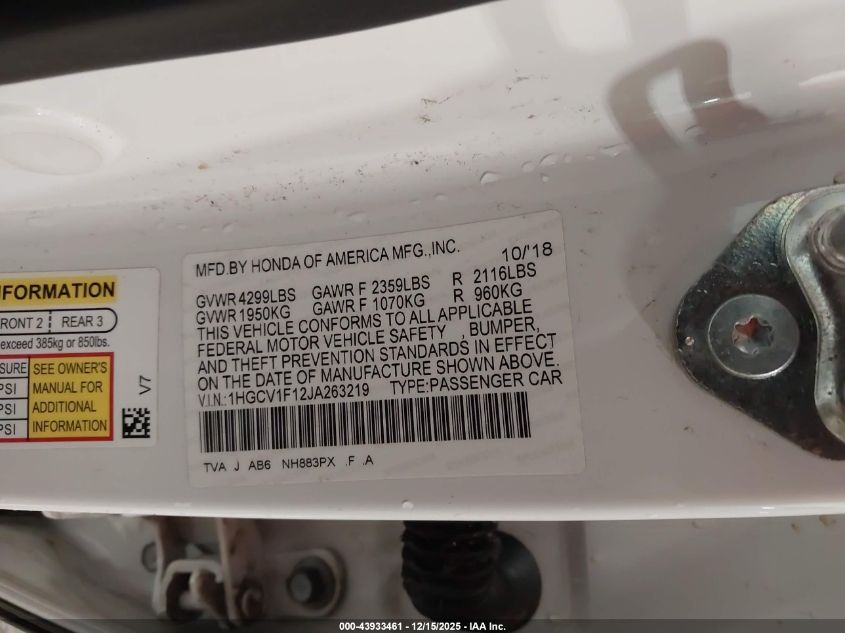 NFORMATION
FRONT 2 REAR 3
exceed 385kg or 850lbs.
SURE SEE OWNER'S
PSI MANUAL FOR
PSI ADDITIONAL
PSI INFORMATION
V7
MFD.BY HONDA OF AMERICA MFG.,INC. 10/'18
GVWR 4299LBS GAWR F 2359LBS R 2116LBS
GVWR 1950KG GAWR F 1070KG R 960KG
THIS VEHICLE CONFORMS TO ALL APPLICABLE
FEDERAL MOTOR VEHICLE SAFETY , BUMPER,
AND THEFT PREVENTION STANDARDS IN EFFECT
ON THE DATE OF MANUFACTURE SHOWN ABOVE.
V.I.N.:1HGCV1F12JA263219 TYPE:PASSENGER CAR
TVA J AB6 NH883PX .F .A
000-43933461 - 12/15/2025 - IAA Inc.